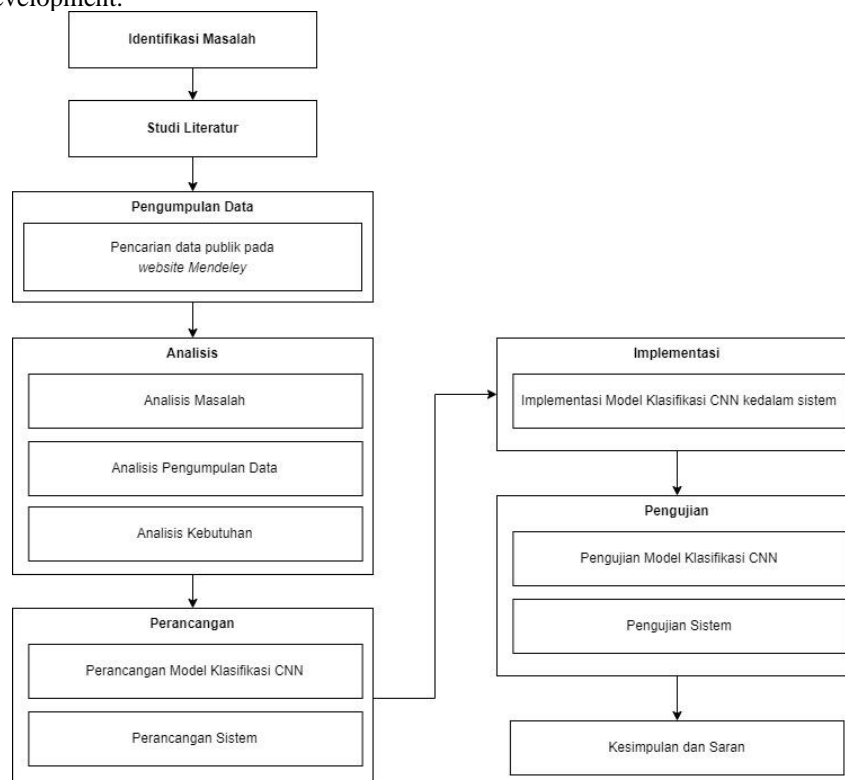 evelopment.
Identifikasi Masalah
Studi Literatur
Pengumpulan Data
Pencarian data publik pada
website Mendeley
Analisis
Analisis Masalah
Analisis Pengumpulan Data
Analisis Kebutuhan
Perancangan
Perancangan Model Klasifikasi CNN
Perancangan Sistem
Implementasi
Implementasi Model Klasifikasi CNN kedalam sistem
Pengujian
Pengujian Model Klasifikasi CNN
Pengujian Sistem
Kesimpulan dan Saran